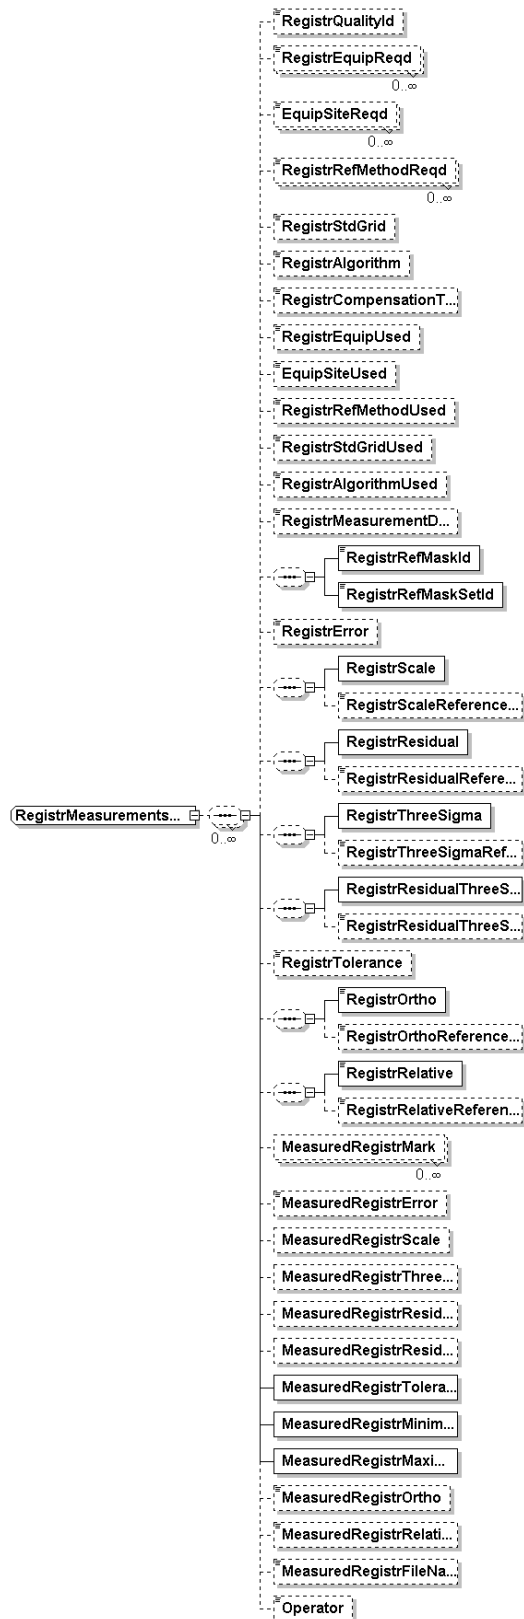 RegistrQualityId
RegistrEquipReqd
0..∞
EquipSiteReqd
0..∞
RegistrRefMethodReqd
0..∞
RegistrStdGrid
RegistrAlgorithm
RegistrCompensationT...
RegistrEquipUsed
EquipSiteUsed
RegistrRefMethodUsed
RegistrStdGridUsed
RegistrAlgorithmUsed
RegistrMeasurementD...
RegistrRefMaskId
RegistrRefMaskSetId
RegistrError
RegistrScale
RegistrScaleReference...
RegistrResidual
RegistrResidualRefere...
RegistrMeasurements...
0..∞
RegistrThreeSigma
RegistrThreeSigmaRef...
RegistrResidualThreeS...
RegistrResidualThreeS...
RegistrTolerance
RegistrOrtho
RegistrOrthoReference...
RegistrRelative
RegistrRelativeReferen...
MeasuredRegistrMark
0..∞
MeasuredRegistrError
MeasuredRegistrScale
MeasuredRegistrThree...
MeasuredRegistrResid...
MeasuredRegistrResid...
MeasuredRegistrTolera...
MeasuredRegistrMinim...
MeasuredRegistrMaxi...
MeasuredRegistrOrtho
MeasuredRegistrRelati...
MeasuredRegistrFileNa...
Operator